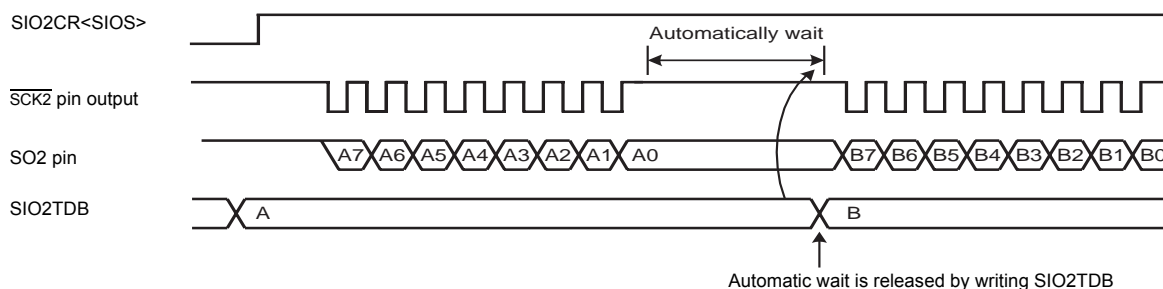 SIO2CR<SIOS>
Automatically wait
SCK2 pin output
SO2 pin
A7 A6 A5 A4 A3 A2 A1 A0 B7 B6 B5 B4 B3 B2 B1 B0
SIO2TDB
A B
Automatic wait is released by writing SIO2TDB